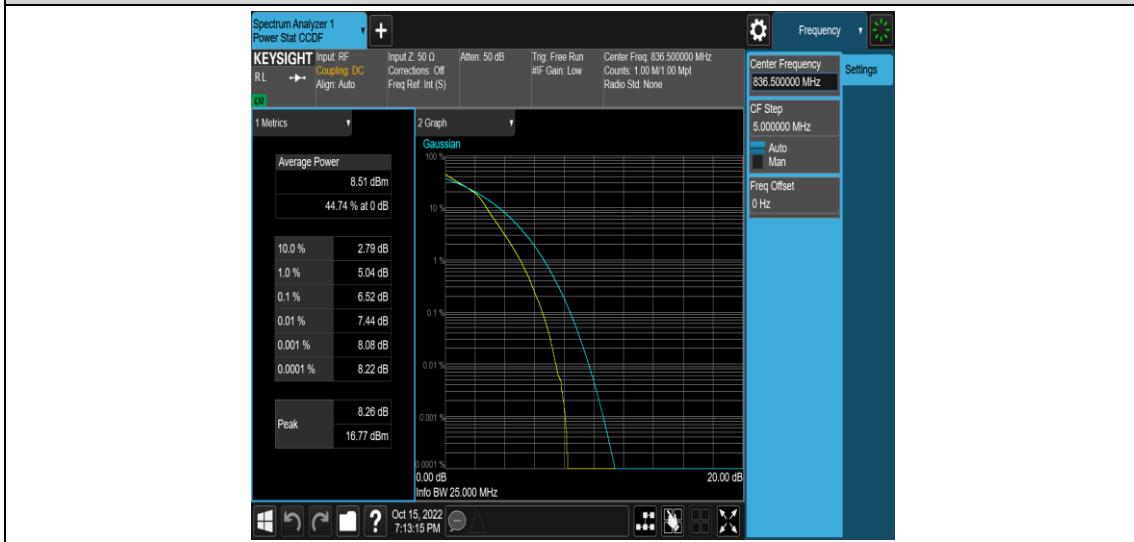 Spectrum Analyzer 1
Power Stat CCDF
+
Frequency
KEYSIGHT
RL
LXI
Input: RF
Coupling: DC
Align: Auto
Input Z: 50 Ω
Corrections: Off
Freq Ref: Int (S)
Atten: 50 dB
Trig: Free Run
#IF Gain: Low
Center Freq: 836.500000 MHz
Counts: 1.00 M/1.00 Mpt
Radio Std: None
Center Frequency
836.500000 MHz
Settings
CF Step
5.000000 MHz
Auto
Man
Freq Offset
0 Hz
1 Metrics
Average Power
8.51 dBm
44.74 % at 0 dB
10.0 % 2.79 dB
1.0 % 5.04 dB
0.1 % 6.52 dB
0.01 % 7.44 dB
0.001 % 8.08 dB
0.0001 % 8.22 dB
Peak
8.26 dB
16.77 dBm
2 Graph
Gaussian
100 %
10 %
1 %
0.1 %
0.01 %
0.001 %
0.0001 %
0.00 dB 20.00 dB
Info BW 25.000 MHz
?
Oct 15, 2022
7:13:15 PM